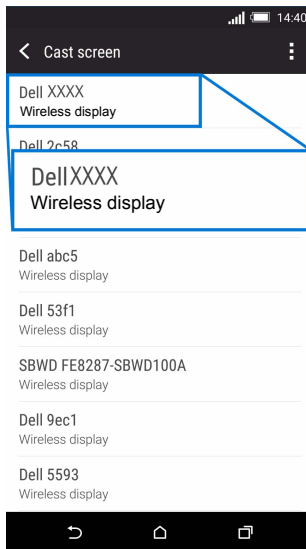 14:40
Cast screen
Dell XXXX
Wireless display
Dell 2c58
Dell XXXX
Wireless display
Dell abc5
Wireless display
Dell 53f1
Wireless display
SBWD FE8287-SBWD100A
Wireless display
Dell 9ec1
Wireless display
Dell 5593
Wireless display